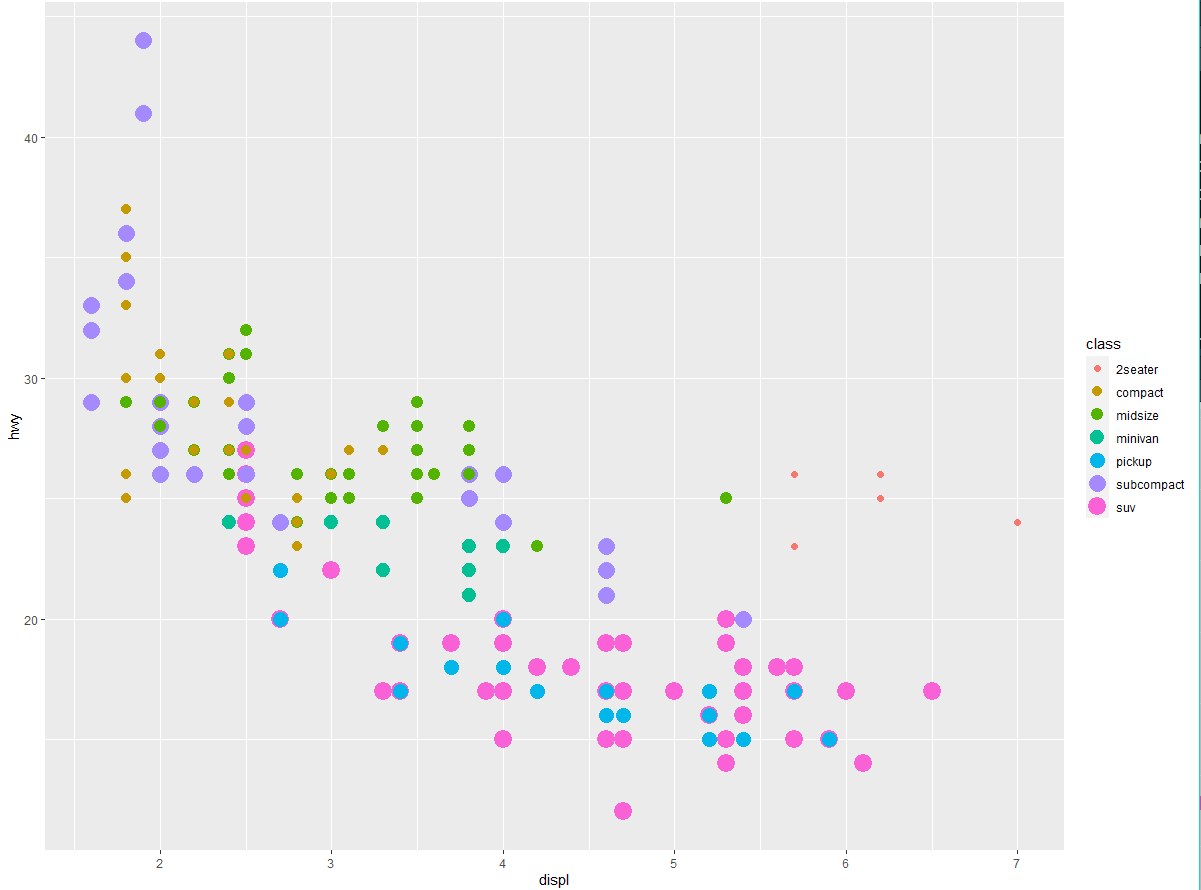 40
30
20
hwy
2
3
4
5
6
7
displ
class
2seater
compact
midsize
minivan
pickup
subcompact
suv